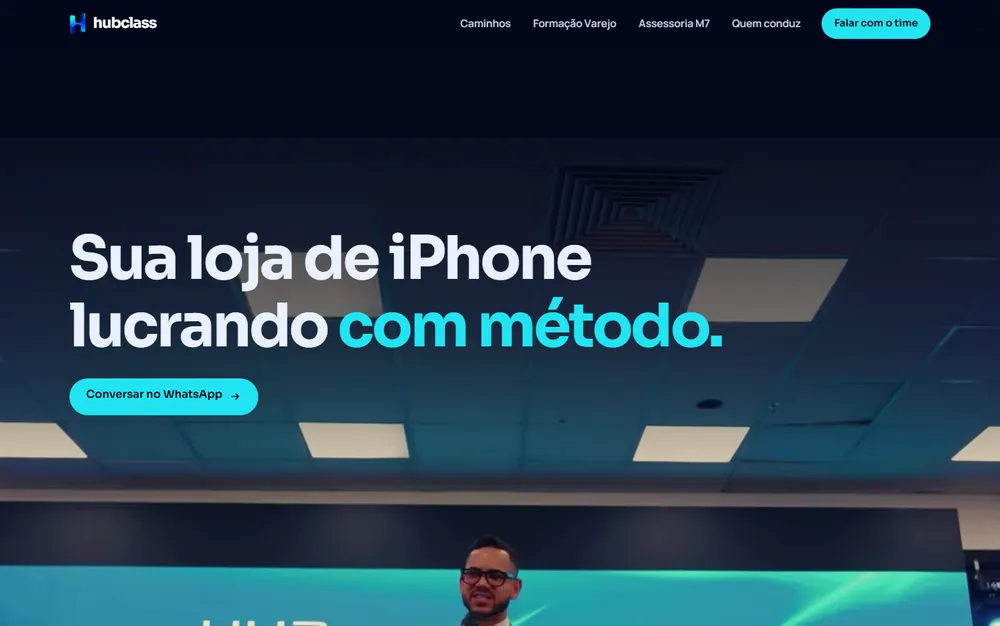 hubclass
Caminhos
Formação Varejo
Assessoria M7
Quem conduz
Falar com o time
Sua loja de iPhone
lucrando com método.
Conversar no WhatsApp →